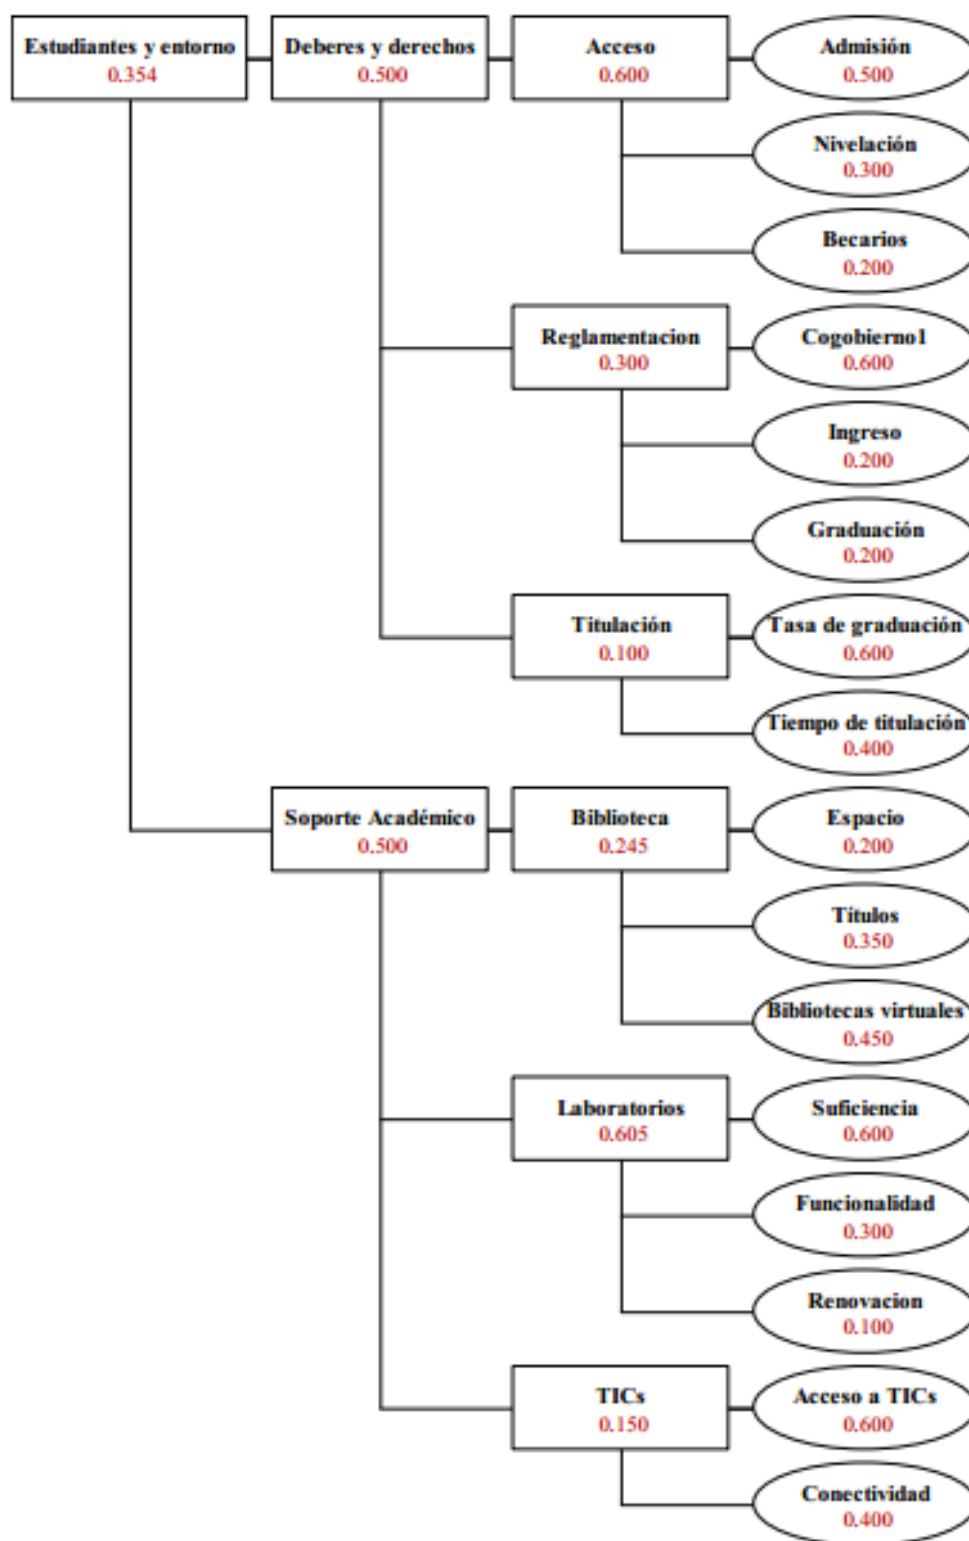 Estudiantes y entorno
0.354
Deberes y derechos
0.500
Acceso
0.600
Admisión
0.500
Nivelación
0.300
Becarios
0.200
Reglamentacion
0.300
Cogobierno1
0.600
Ingreso
0.200
Graduación
0.200
Titulación
0.100
Tasa de graduación
0.600
Tiempo de titulación
0.400
Soporte Académico
0.500
Biblioteca
0.245
Espacio
0.200
Títulos
0.350
Bibliotecas virtuales
0.450
Laboratorios
0.605
Suficiencia
0.600
Funcionalidad
0.300
Renovacion
0.100
TICs
0.150
Acceso a TICs
0.600
Conectividad
0.400